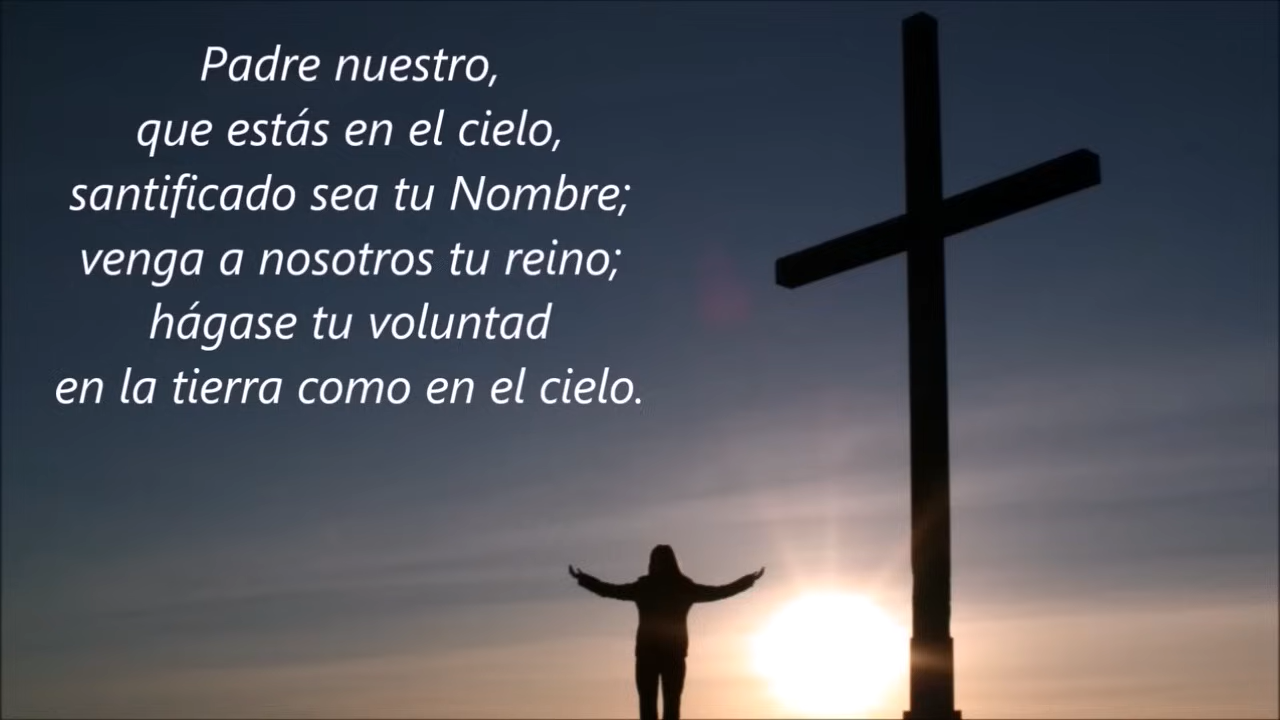 Padre nuestro,
que estás en el cielo,
santificado sea tu Nombre;
venga a nosotros tu reino;
hágase tu voluntad
en la tierra como en el cielo.